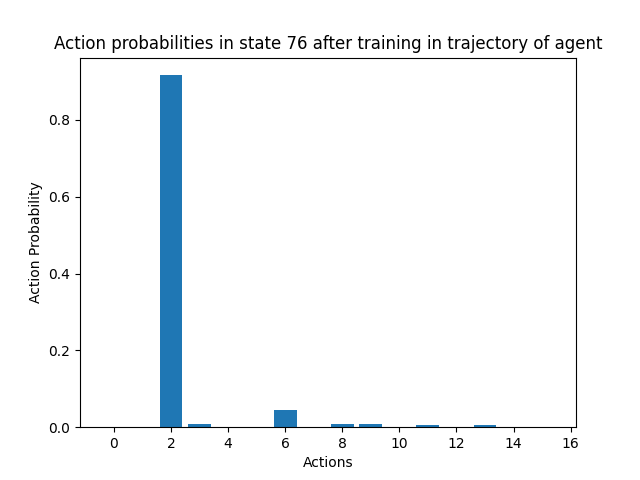 Action probabilities in state 76 after training in trajectory of agent
Action Probability
0.8
0.6
0.4
0.2
0.0
0 2 4 6 8 10 12 14 16
Actions